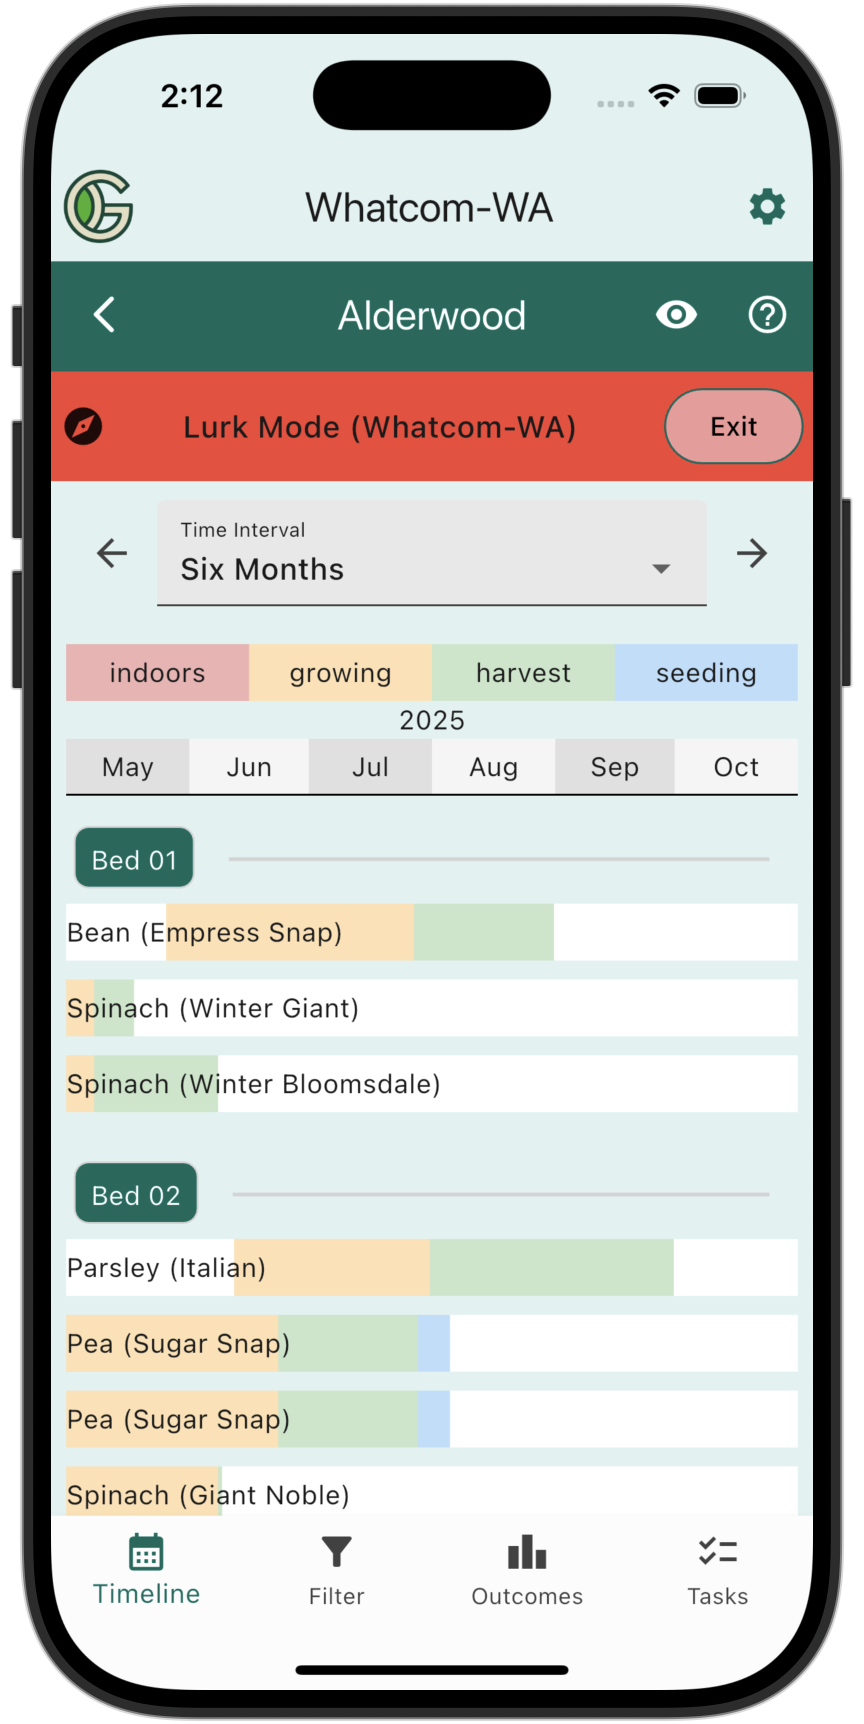 2:12
Whatcom-WA
Alderwood
Lurk Mode (Whatcom-WA)
Exit
Time Interval
Six Months
indoors growing harvest seeding
2025
May Jun Jul Aug Sep Oct
Bed 01
Bean (Empress Snap)
Spinach (Winter Giant)
Spinach (Winter Bloomsdale)
Bed 02
Parsley (Italian)
Pea (Sugar Snap)
Pea (Sugar Snap)
Spinach (Giant Noble)
Timeline Filter Outcomes Tasks